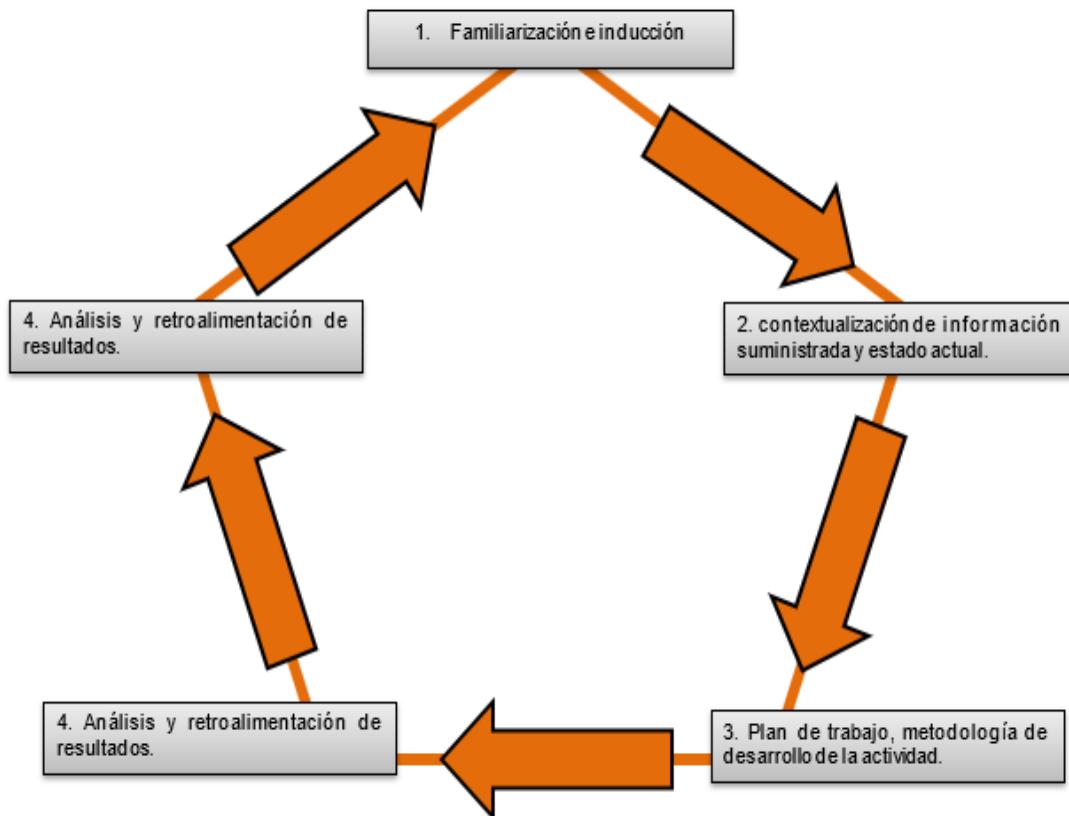 1. Familiarización e inducción
2. contextualización de información
suministrada y estado actual.
3. Plan de trabajo, metodología de
desarrollo de la actividad.
4. Análisis y retroalimentación de
resultados.
4. Análisis y retroalimentación de
resultados.